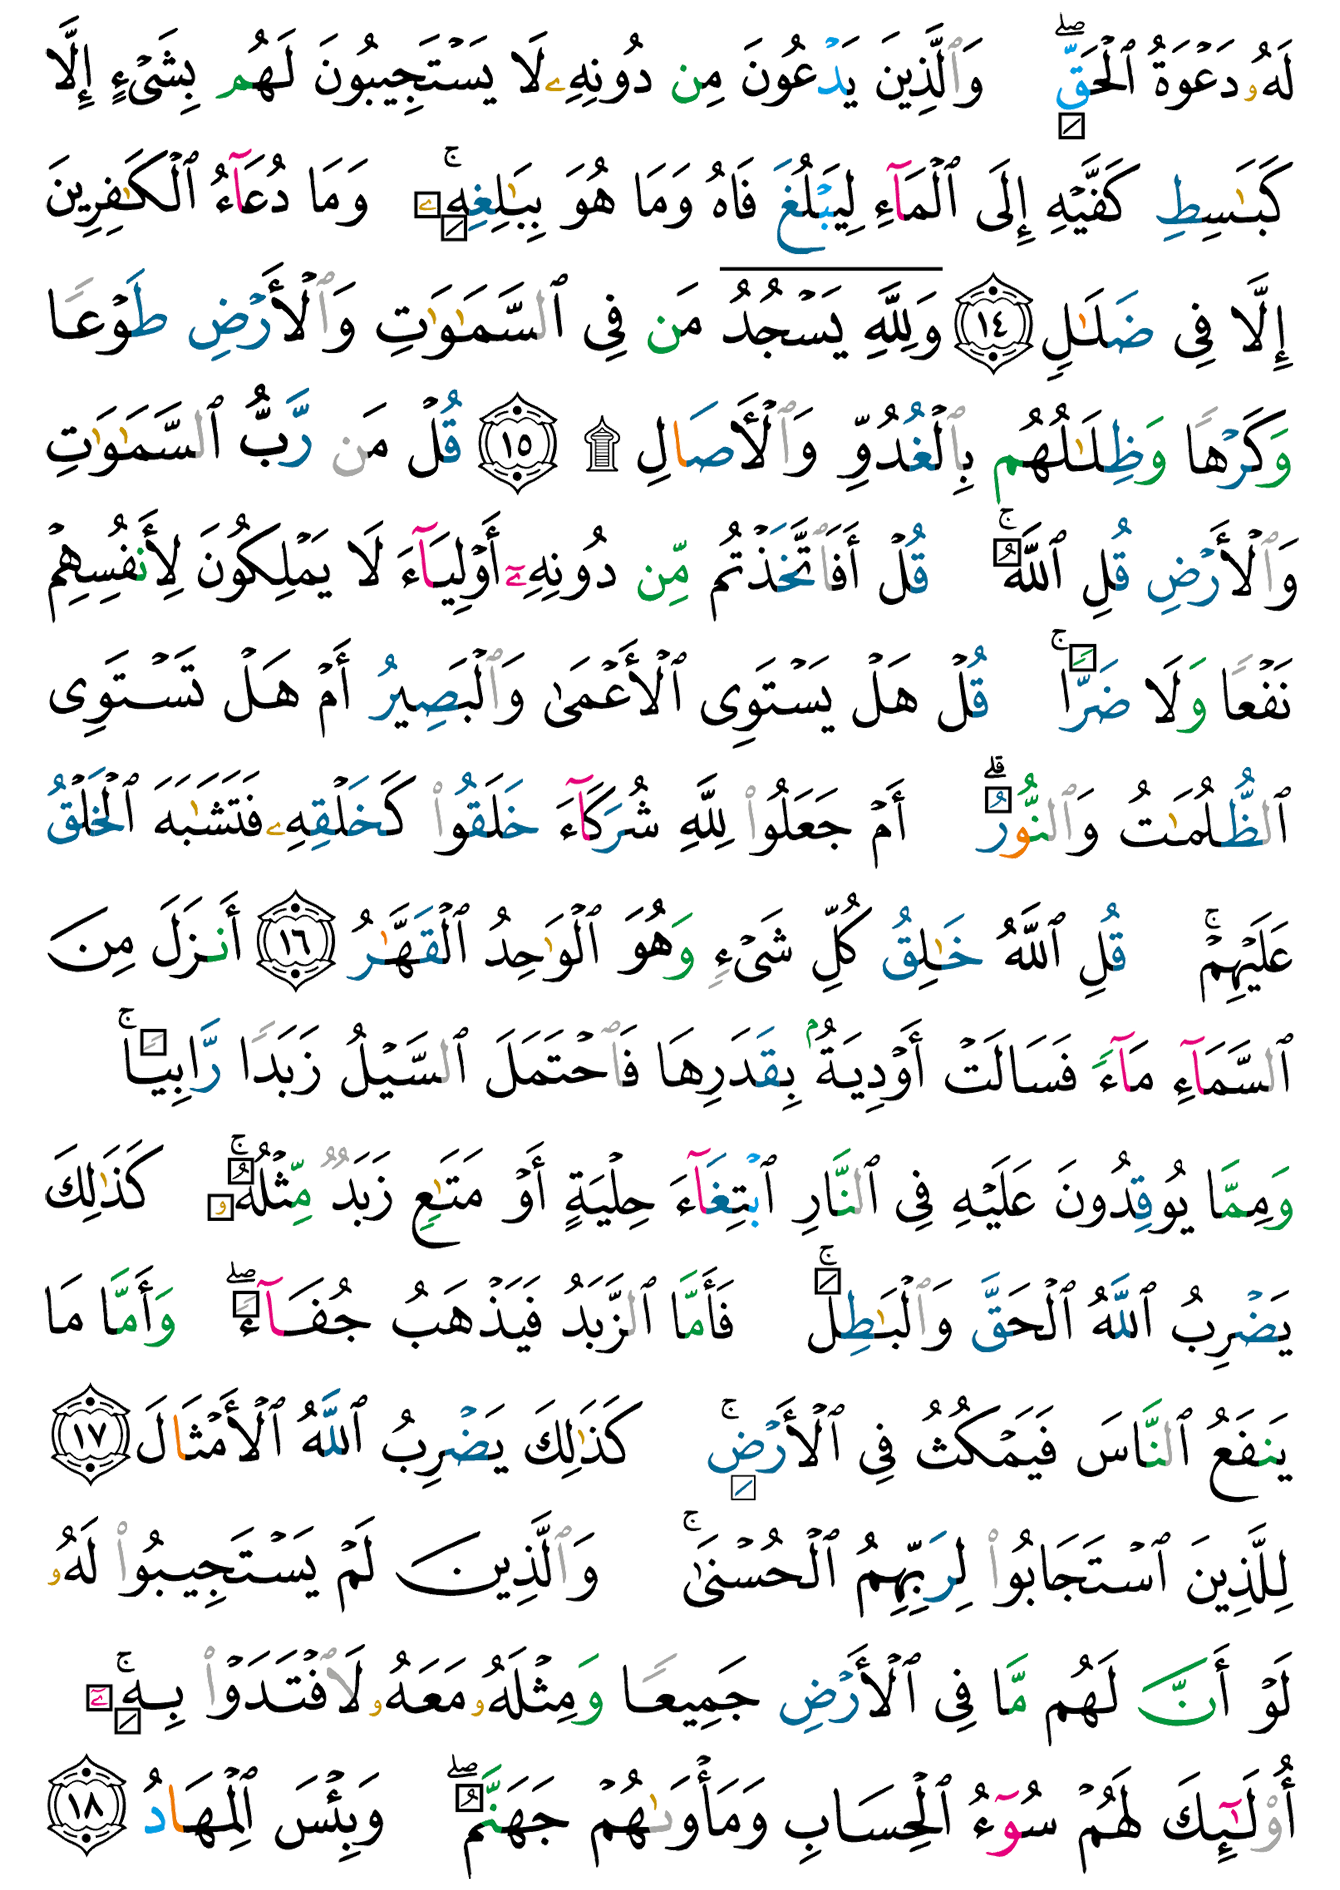 لَهُۥ دَعْوَةُ ٱلْحَقِّ ۖ وَٱلَّذِينَ يَدْعُونَ مِن دُونِهِۦ لَا يَسْتَجِيبُونَ لَهُم بِشَىْءٍ إِلَّا
كَبَـٰسِطِ كَفَّيْهِ إِلَى ٱلْمَآءِ لِيَبْلُغَ فَاهُ وَمَا هُوَ بِبَـٰلِغِهِۦ ۚ وَمَا دُعَآءُ ٱلْكَـٰفِرِينَ
إِلَّا فِى ضَلَـٰلٍ ١٤ وَلِلَّهِ يَسْجُدُ مَن فِى ٱلسَّمَـٰوَٰتِ وَٱلْأَرْضِ طَوْعًا
وَكَرْهًا وَظِلَـٰلُهُم بِٱلْغُدُوِّ وَٱلْـَٔاصَالِ ۩ ١٥ قُلْ مَن رَّبُّ ٱلسَّمَـٰوَٰتِ
وَٱلْأَرْضِ قُلِ ٱللَّهُ ۚ قُلْ أَفَٱتَّخَذْتُم مِّن دُونِهِۦٓ أَوْلِيَآءَ لَا يَمْلِكُونَ لِأَنفُسِهِمْ
نَفْعًا وَلَا ضَرًّا ۚ قُلْ هَلْ يَسْتَوِى ٱلْأَعْمَىٰ وَٱلْبَصِيرُ أَمْ هَلْ تَسْتَوِى
ٱلظُّلُمَـٰتُ وَٱلنُّورُ ۗ أَمْ جَعَلُوا۟ لِلَّهِ شُرَكَآءَ خَلَقُوا۟ كَخَلْقِهِۦ فَتَشَـٰبَهَ ٱلْخَلْقُ
عَلَيْهِمْ ۚ قُلِ ٱللَّهُ خَـٰلِقُ كُلِّ شَىْءٍ وَهُوَ ٱلْوَٰحِدُ ٱلْقَهَّـٰرُ ١٦ أَنزَلَ مِنَ
ٱلسَّمَآءِ مَآءً فَسَالَتْ أَوْدِيَةٌۢ بِقَدَرِهَا فَٱحْتَمَلَ ٱلسَّيْلُ زَبَدًا رَّابِيًا ۚ
وَمِمَّا يُوقِدُونَ عَلَيْهِ فِى ٱلنَّارِ ٱبْتِغَآءَ حِلْيَةٍ أَوْ مَتَـٰعٍ زَبَدٌ مِّثْلُهُۥ ۚ كَذَٰلِكَ
يَضْرِبُ ٱللَّهُ ٱلْحَقَّ وَٱلْبَـٰطِلَ ۚ فَأَمَّا ٱلزَّبَدُ فَيَذْهَبُ جُفَآءً ۖ وَأَمَّا مَا
يَنفَعُ ٱلنَّاسَ فَيَمْكُثُ فِى ٱلْأَرْضِ ۚ كَذَٰلِكَ يَضْرِبُ ٱللَّهُ ٱلْأَمْثَالَ ١٧
لِلَّذِينَ ٱسْتَجَابُوا۟ لِرَبِّهِمُ ٱلْحُسْنَىٰ ۚ وَٱلَّذِينَ لَمْ يَسْتَجِيبُوا۟ لَهُۥ
لَوْ أَنَّ لَهُم مَّا فِى ٱلْأَرْضِ جَمِيعًا وَمِثْلَهُۥ مَعَهُۥ لَٱفْتَدَوْا۟ بِهِۦٓ ۚ
أُو۟لَـٰٓئِكَ لَهُمْ سُوٓءُ ٱلْحِسَابِ وَمَأْوَىٰهُمْ جَهَنَّمُ ۖ وَبِئْسَ ٱلْمِهَادُ ١٨